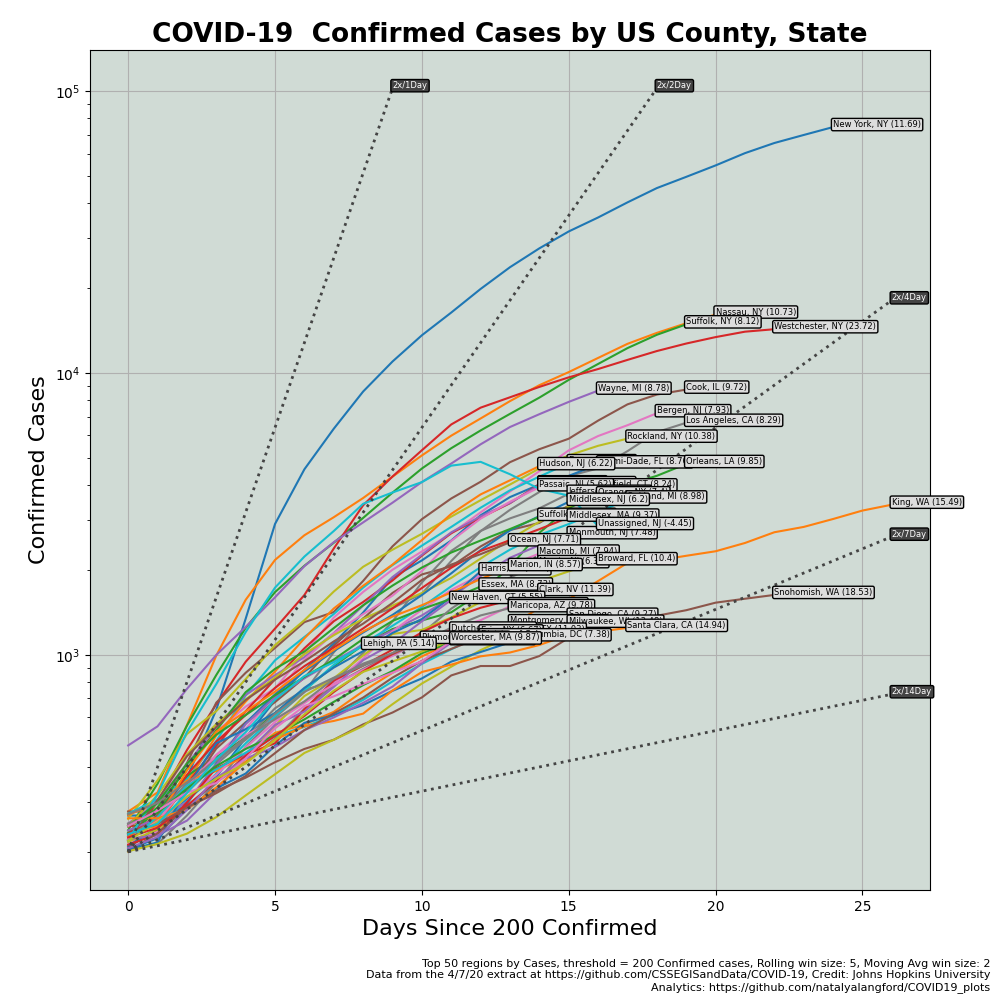 COVID-19 Confirmed Cases by US County, State
2x/1Day
2x/2Day
10^5
New York, NY (11.69)
2x/4Day
Nassau, NY (10.73)
Suffolk, NY (8.12)
Westchester, NY (23.72)
10^4
Wayne, MI (8.78)
Cook, IL (9.72)
Bergen, NJ (7.93)
Los Angeles, CA (8.29)
Rockland, NY (10.38)
Hudson, NJ (6.22)
Orleans, LA (9.85)
Passaic, NJ (5.62)
Middlesex, NJ (6.2)
King, WA (15.49)
Middlesex, MA (9.37)
Unassigned, NJ (-4.45)
Monmouth, NJ (7.48)
2x/7Day
Ocean, NJ (7.71)
Macomb, MI (7.94)
Marion, IN (8.57)
Broward, FL (10.4)
Essex, MA
Clark, NV (11.39)
Snohomish, WA (18.53)
New Haven, CT (5.55)
Maricopa, AZ (9.78)
San Diego, CA (9.27)
Santa Clara, CA (14.94)
Worcester, MA (9.87)
DC (7.38)
Lehigh, PA (5.14)
10^3
2x/14Day
Confirmed Cases
0 5 10 15 20 25
Days Since 200 Confirmed
Top 50 regions by Cases, threshold = 200 Confirmed cases, Rolling win size: 5, Moving Avg win size: 2
Data from the 4/7/20 extract at https://github.com/CSSEGISandData/COVID-19, Credit: Johns Hopkins University
Analytics: https://github.com/natalyalangford/COVID19_plots